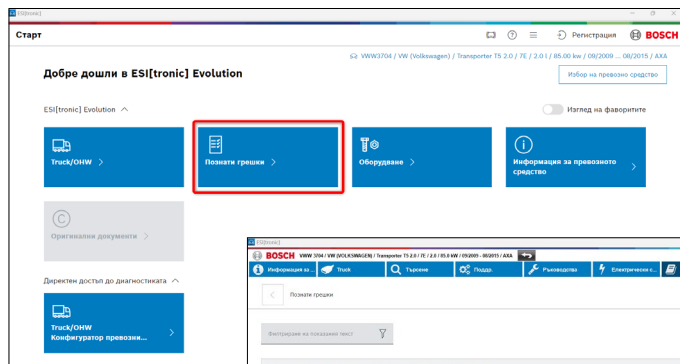 ESI[tronic]
Старт
Регистрация
BOSCH
VWW3704 / VW (Volkswagen) / Transporter T5 2.0 / 7E / 2.0 l / 85.00 kw / 09/2009 ... 08/2015 / AXA
Добре дошли в ESI[tronic] Evolution
Избор на превозно средство
ESI[tronic] Evolution
Изглед на фаворитите
Truck/OHW
Познати грешки
Оборудване
Информация за превозното
средство
Оригинални документи
ESI[tronic]
BOSCH VWW 3704 / VW (VOLKSWAGEN) / Transporter T5 2.0 / 7E / 2.0 l / 85.0 kW / 09/2009 - 08/2015 / AXA
Информация за ...
Truck
Търсене
Поддр.
Ръководства
Електрически с...
Директен достъп до диагностиката
Познати грешки
Truck/OHW
Конфигуратор превозни...
Филтриране на показания текст